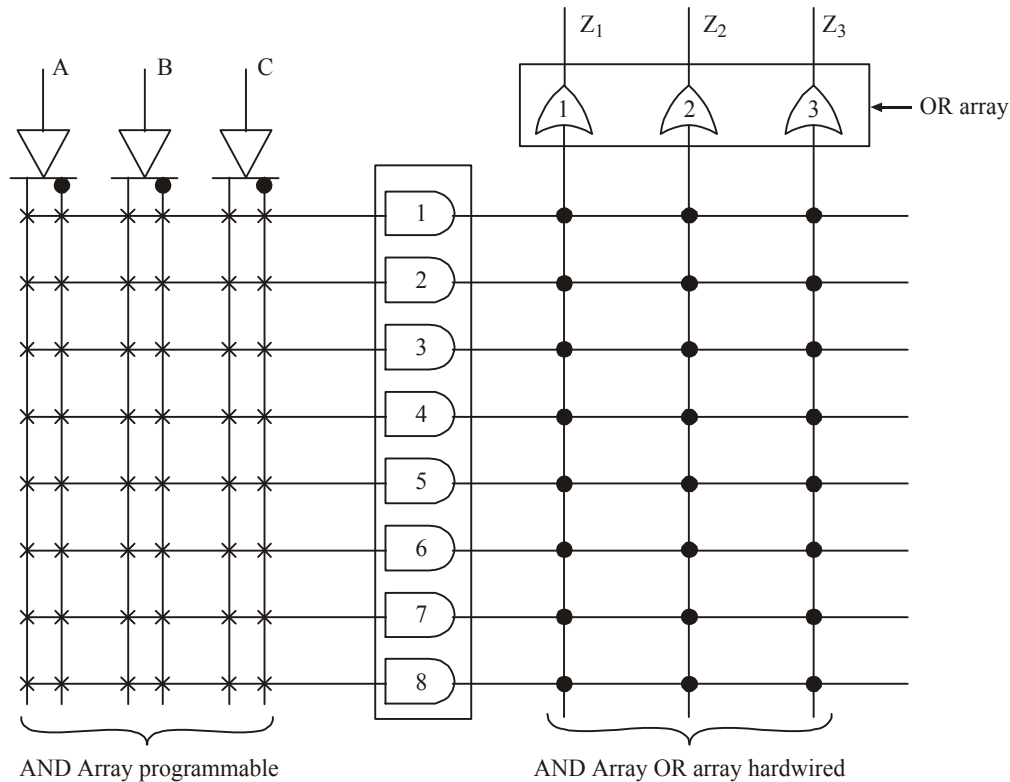 Z₁ Z₂ Z₃
A B C
1 2 3
OR array
1
2
3
4
5
6
7
8
AND Array programmable
AND Array OR array hardwired